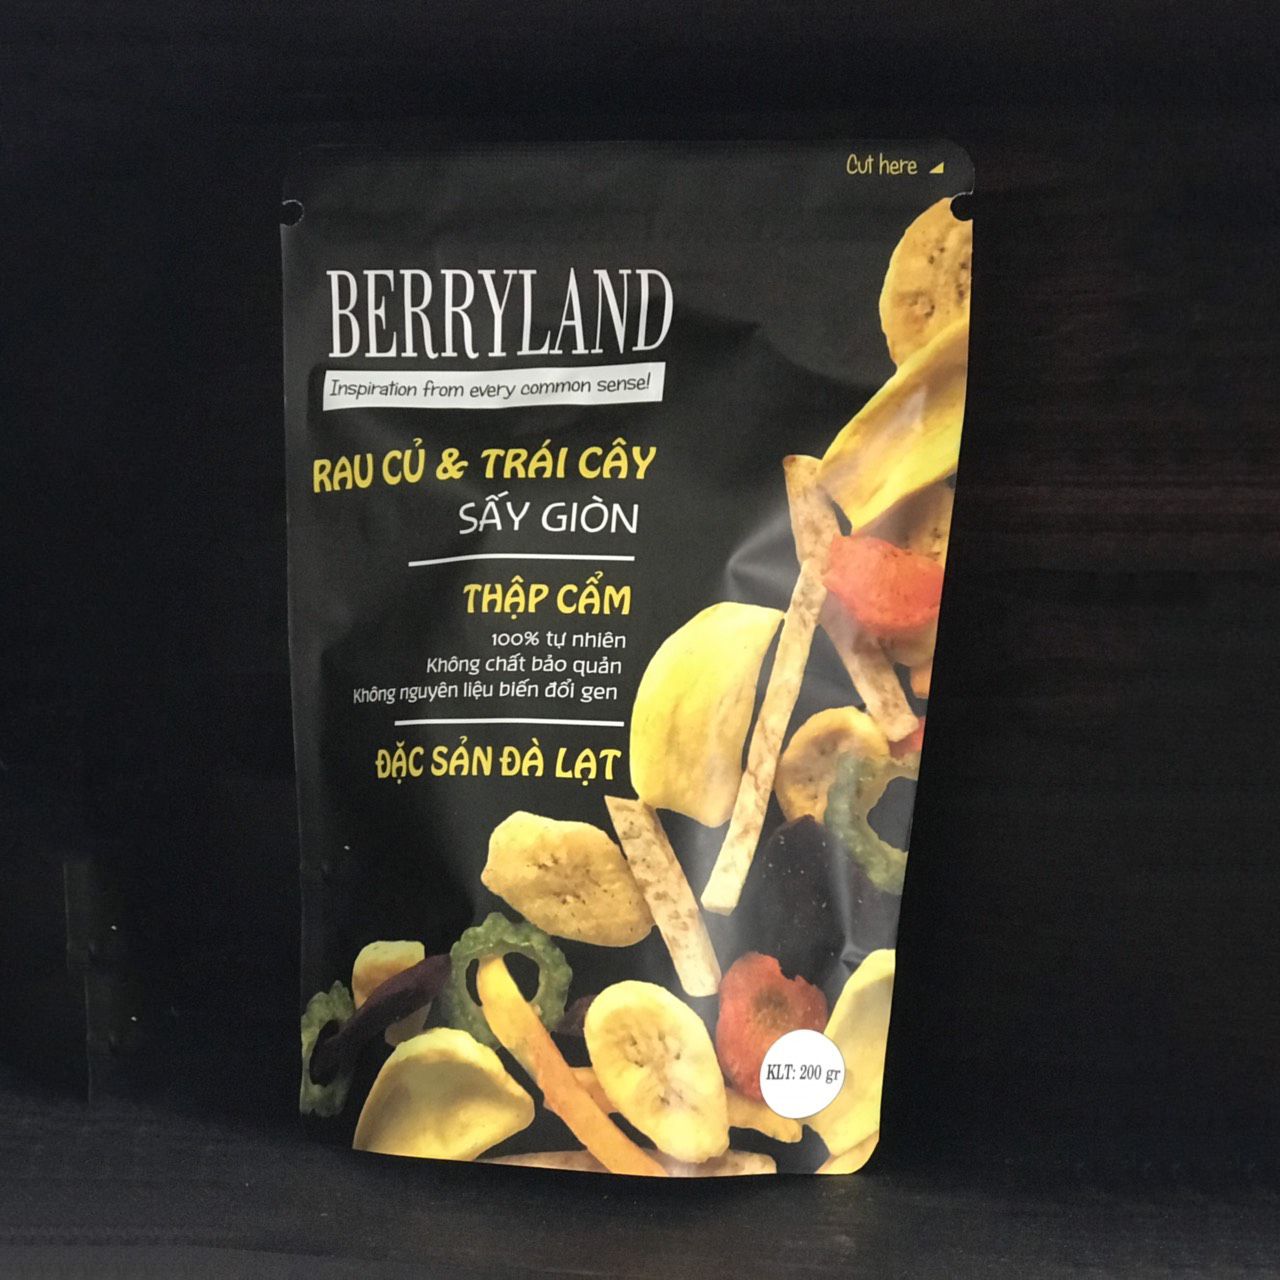 Cut here
BERRYLAND
Inspiration from every common sense!
RAU CỦ & TRÁI CÂY
SẤY GIÒN
THẬP CẨM
100% tự nhiên
Không chất bảo quản
Không nguyên liệu biến đổi gen
ĐẶC SẢN ĐÀ LẠT
KLT: 200 gr